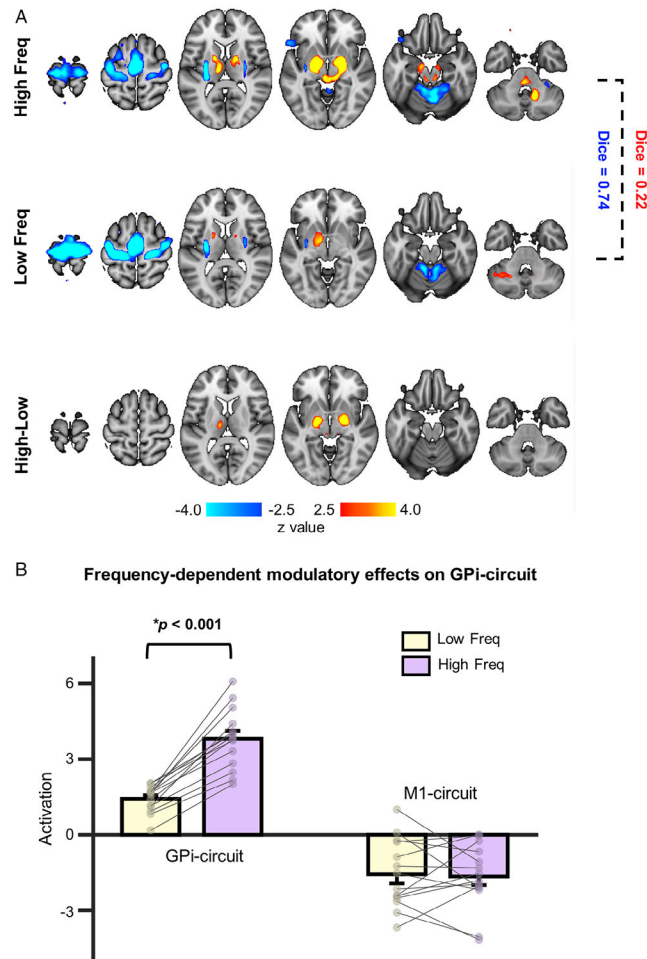 A
High Freq
Low Freq
High-Low
Dice = 0.74
Dice = 0.22
-4.0 -2.5 2.5 4.0
z value
B
Frequency-dependent modulatory effects on GPi-circuit
*p < 0.001
Low Freq
High Freq
Activation
6
3
0
-3
GPi-circuit
M1-circuit